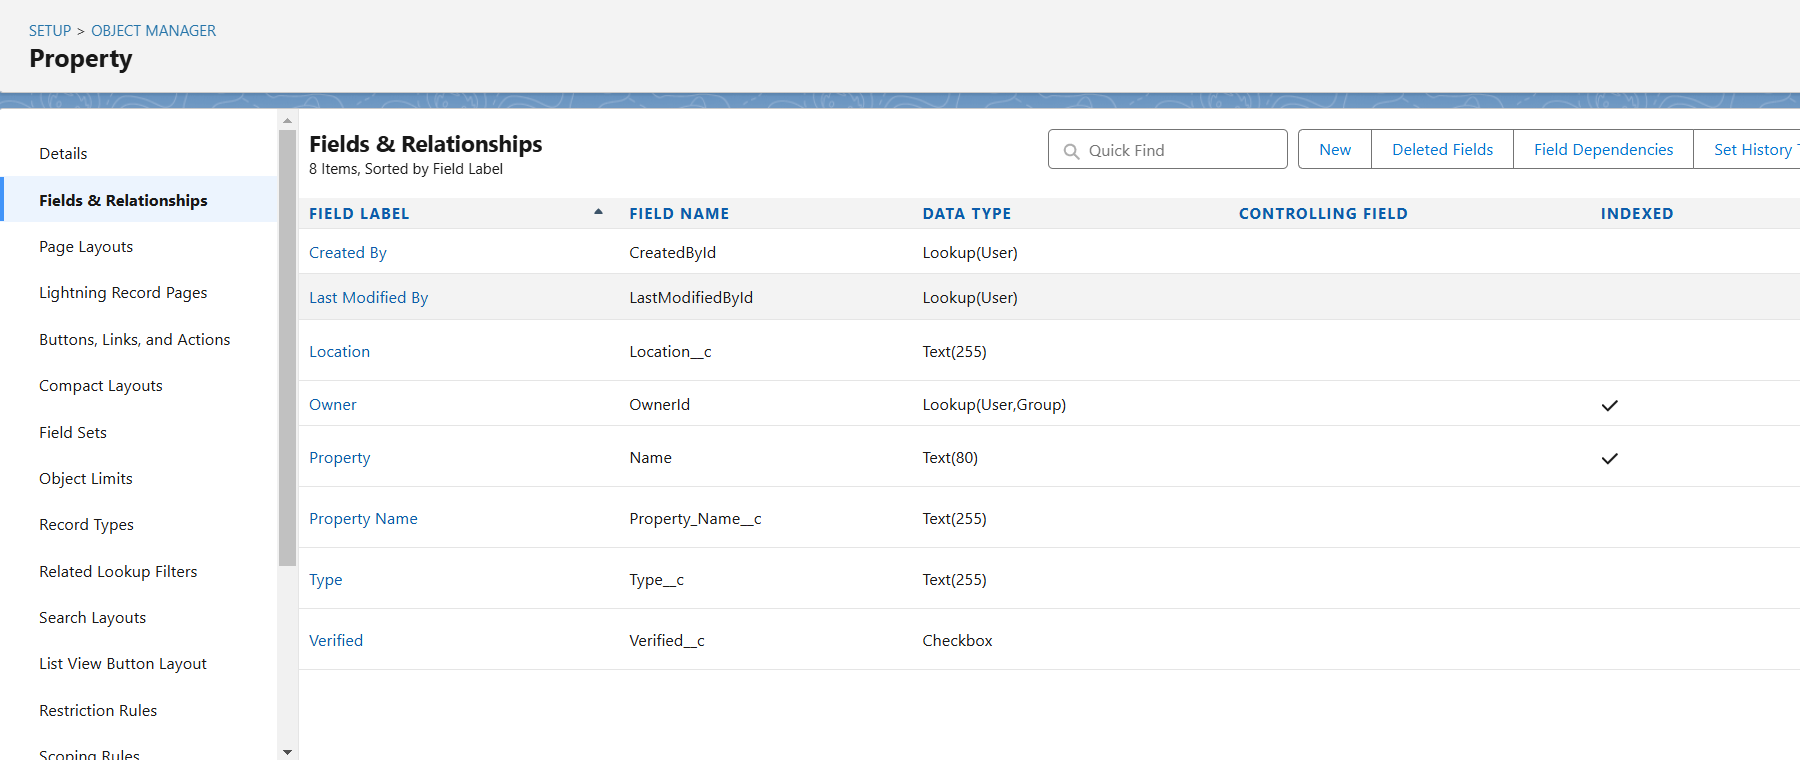 SETUP > OBJECT MANAGER
Property
Details
Fields & Relationships
Page Layouts
Lightning Record Pages
Buttons, Links, and Actions
Compact Layouts
Field Sets
Object Limits
Record Types
Related Lookup Filters
Search Layouts
List View Button Layout
Restriction Rules
Scoping Rules
Fields & Relationships
8 Items, Sorted by Field Label
Quick Find
New
Deleted Fields
Field Dependencies
Set History T
FIELD LABEL FIELD NAME DATA TYPE CONTROLLING FIELD INDEXED
Created By CreatedById Lookup(User)
Last Modified By LastModifiedById Lookup(User)
Location Location__c Text(255)
Owner OwnerId Lookup(User,Group)
Property Name Text(80)
Property Name Property_Name__c Text(255)
Type Type__c Text(255)
Verified Verified__c Checkbox